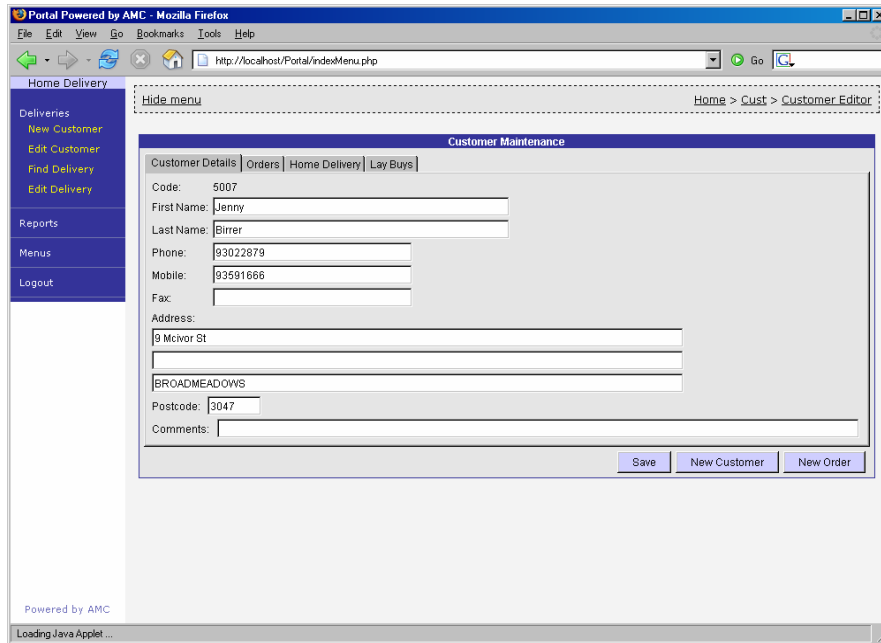 Portal Powered by AMC - Mozilla Firefox
File Edit View Go Bookmarks Tools Help
http://localhost/Portal/indexMenu.php Go G
Home Delivery
Hide menu Home > Cust > Customer Editor
Deliveries
New Customer
Edit Customer
Find Delivery
Edit Delivery
Reports
Menus
Logout
Customer Maintenance
Customer Details Orders Home Delivery Lay Buys
Code: 5007
First Name: Jenny
Last Name: Birrer
Phone: 93022879
Mobile: 93591666
Fax:
Address:
9 Mcivor St
BROADMEADOWS
Postcode: 3047
Comments:
Save New Customer New Order
Powered by AMC
Loading Java Applet ...